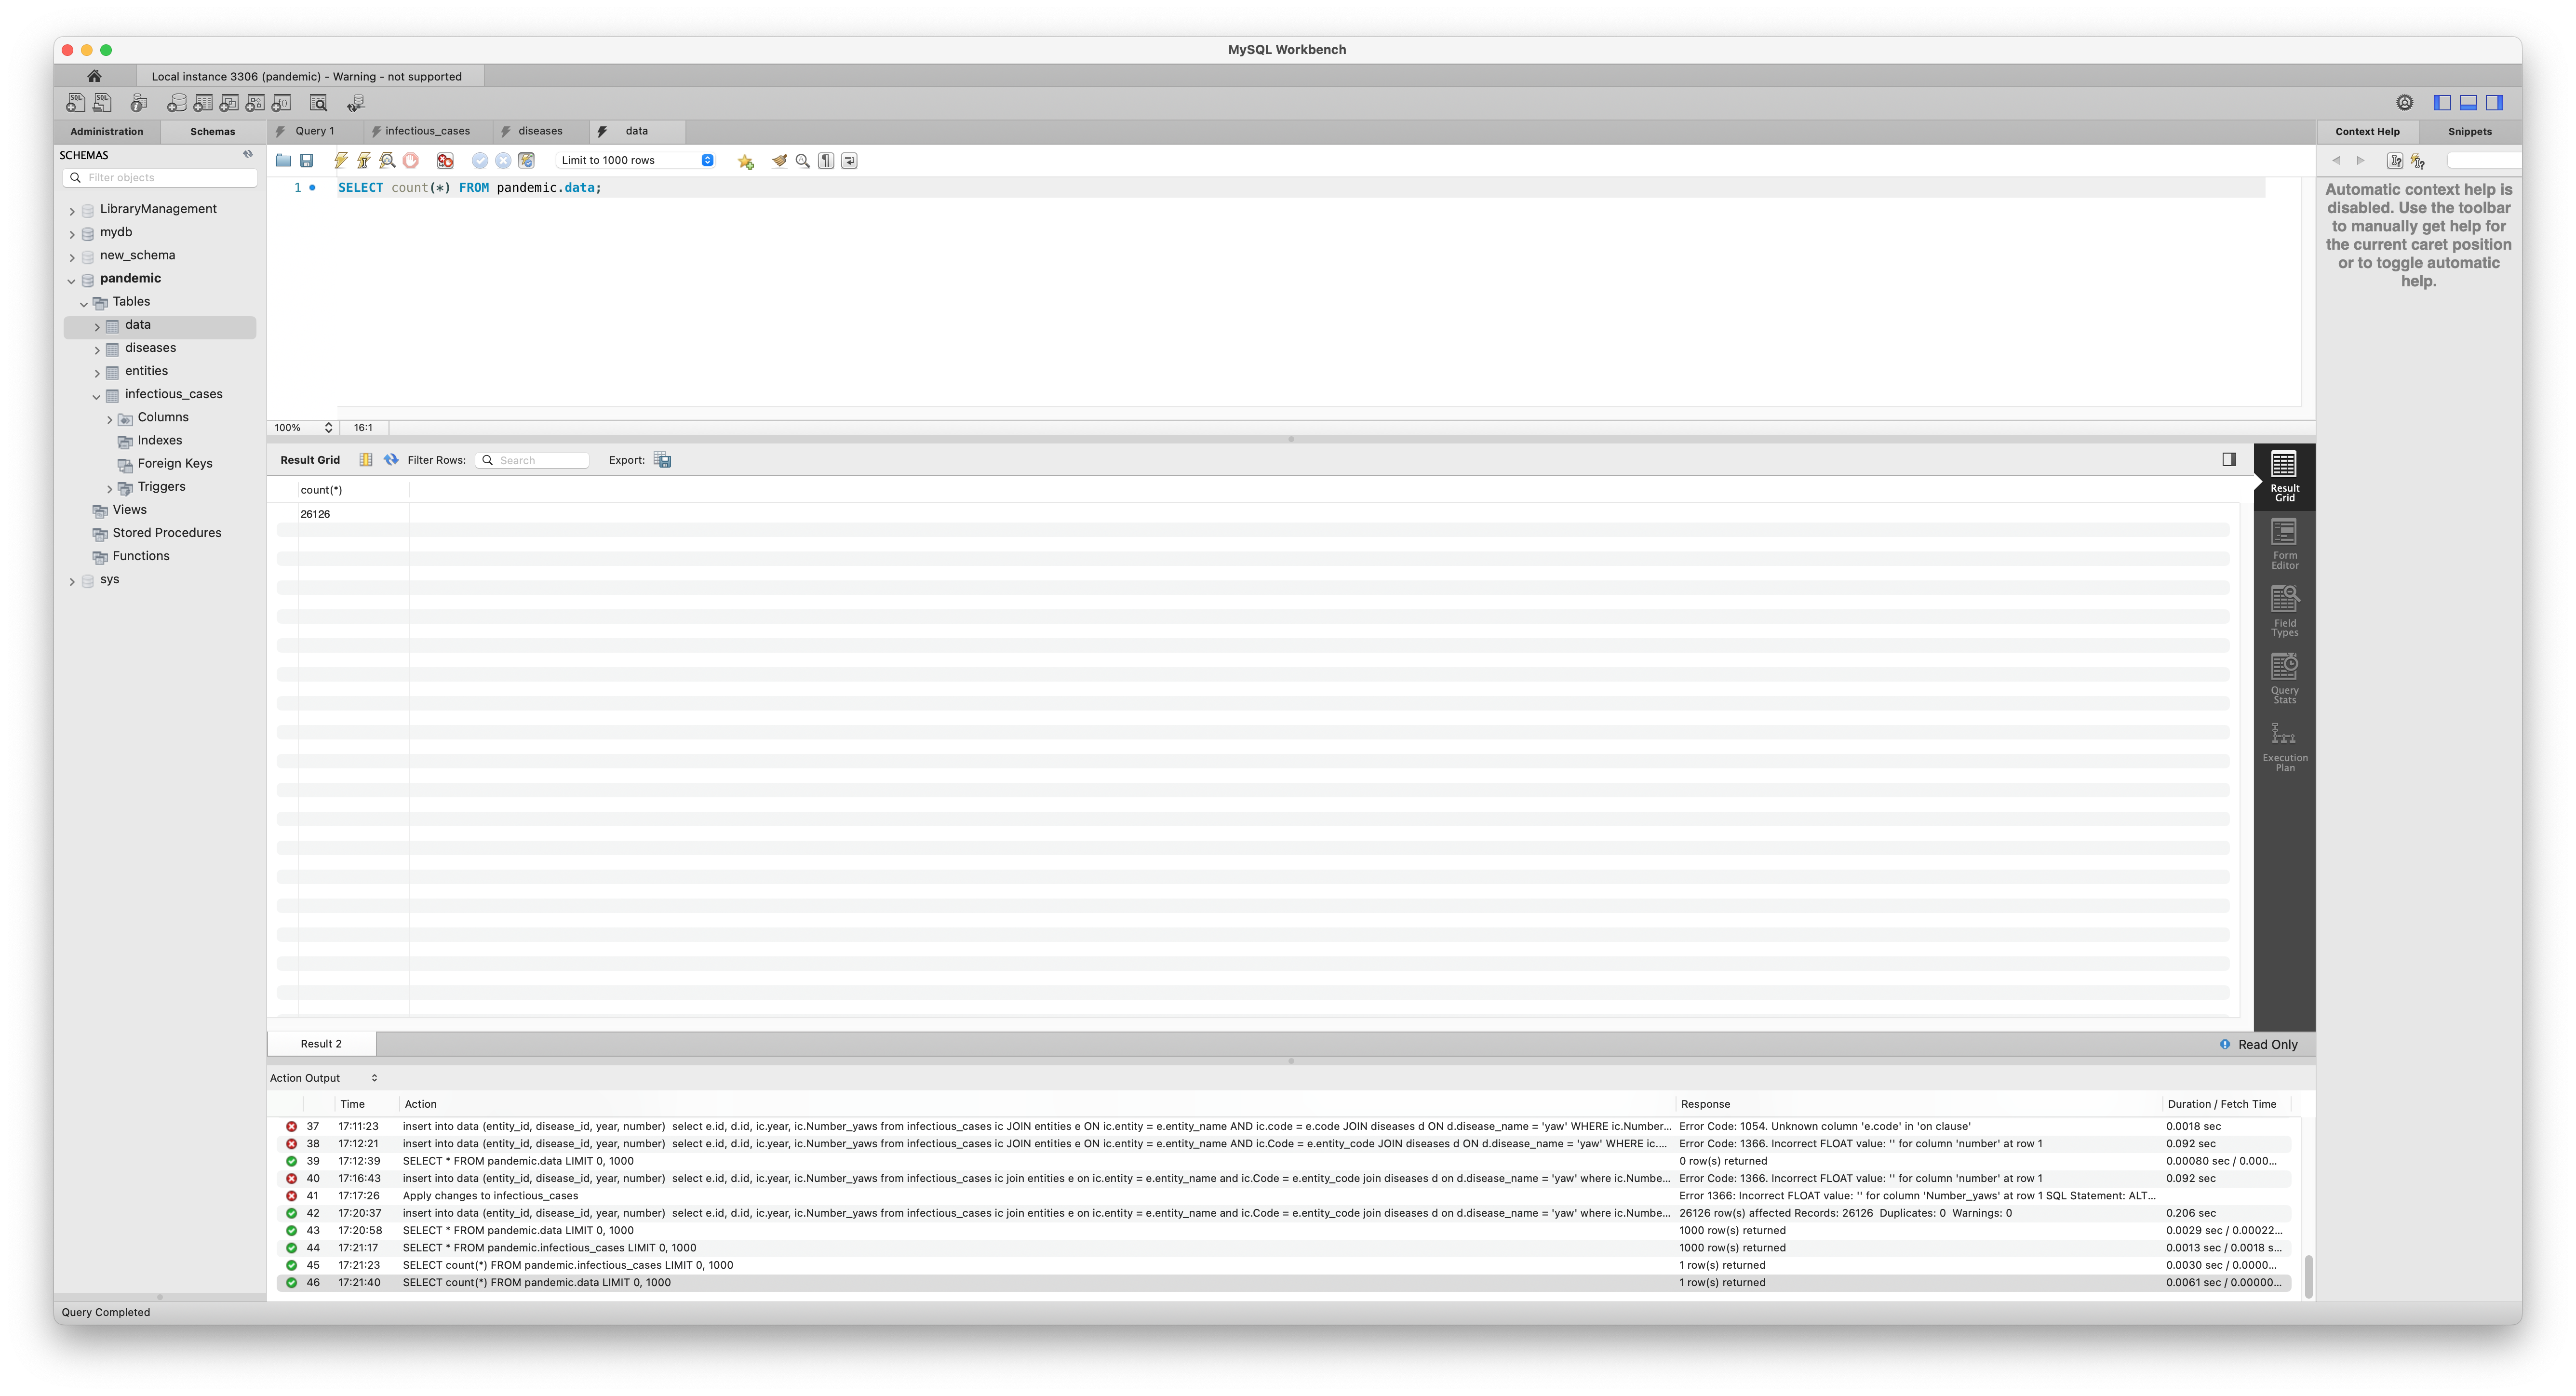 MySQL Workbench
Local instance 3306 (pandemic) - Warning - not supported
Administration
Schemas
Query 1
infectious_cases
diseases
data
Context Help
Snippets
SCHEMAS
Filter objects
LibraryManagement
mydb
new_schema
pandemic
Tables
data
diseases
entities
infectious_cases
Columns
Indexes
Foreign Keys
Triggers
Views
Stored Procedures
Functions
sys
Limit to 1000 rows
1
SELECT count(*) FROM pandemic.data;
Automatic context help is
disabled. Use the toolbar
to manually get help for
the current caret position
or to toggle automatic
help.
100%
16:1
Result Grid
Filter Rows:
Search
Export:
count(*)
26126
Result
Grid
Form
Editor
Field
Types
Query
Stats
Execution
Plan
Result 2
Read Only
Action Output
Time Action Response Duration / Fetch Time
37 17:11:23 insert into data (entity_id, disease_id, year, number) select e.id, d.id, ic.year, ic.Number_yaws from infectious_cases ic JOIN entities e ON ic.entity = e.entity_name AND ic.code = e.code JOIN diseases d ON d.disease_name = 'yaw' WHERE ic.Number... Error Code: 1054. Unknown column 'e.code' in 'on clause' 0.0018 sec
38 17:12:21 insert into data (entity_id, disease_id, year, number) select e.id, d.id, ic.year, ic.Number_yaws from infectious_cases ic JOIN entities e ON ic.entity = e.entity_name AND ic.Code = e.entity_code JOIN diseases d ON d.disease_name = 'yaw' WHERE ic.... Error Code: 1366. Incorrect FLOAT value: '' for column 'number' at row 1 0.092 sec
39 17:12:39 SELECT * FROM pandemic.data LIMIT 0, 1000 0 row(s) returned 0.00080 sec / 0.000...
40 17:16:43 insert into data (entity_id, disease_id, year, number) select e.id, d.id, ic.year, ic.Number_yaws from infectious_cases ic join entities e on ic.entity = e.entity_name and ic.Code = e.entity_code join diseases d on d.disease_name = 'yaw' where ic.Numbe... Error Code: 1366. Incorrect FLOAT value: '' for column 'number' at row 1 0.092 sec
41 17:17:26 Apply changes to infectious_cases Error 1366: Incorrect FLOAT value: '' for column 'Number_yaws' at row 1 SQL Statement: ALT...
42 17:20:37 insert into data (entity_id, disease_id, year, number) select e.id, d.id, ic.year, ic.Number_yaws from infectious_cases ic join entities e on ic.entity = e.entity_name and ic.Code = e.entity_code join diseases d on d.disease_name = 'yaw' where ic.Numbe... 26126 row(s) affected Records: 26126 Duplicates: 0 Warnings: 0 0.206 sec
43 17:20:58 SELECT * FROM pandemic.data LIMIT 0, 1000 1000 row(s) returned 0.0029 sec / 0.00022...
44 17:21:17 SELECT * FROM pandemic.infectious_cases LIMIT 0, 1000 1000 row(s) returned 0.0013 sec / 0.0018 s...
45 17:21:23 SELECT count(*) FROM pandemic.infectious_cases LIMIT 0, 1000 1 row(s) returned 0.0030 sec / 0.0000...
46 17:21:40 SELECT count(*) FROM pandemic.data LIMIT 0, 1000 1 row(s) returned 0.0061 sec / 0.00000...
Query Completed